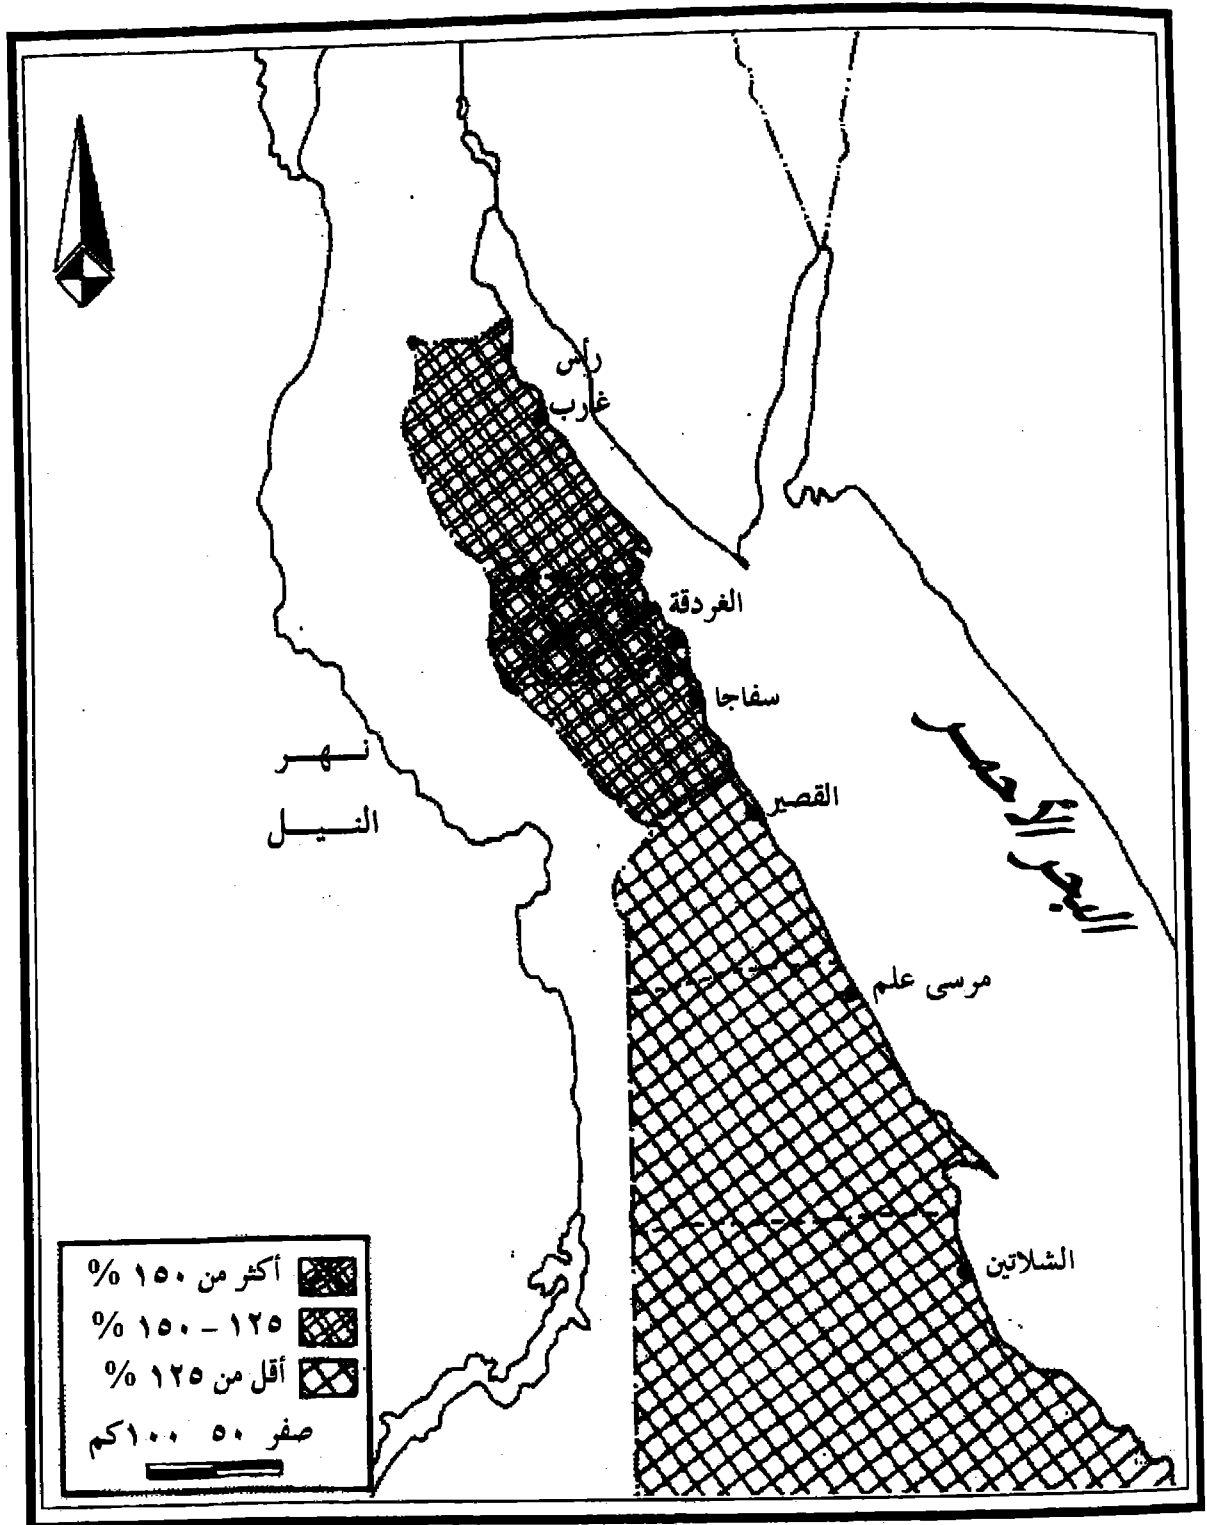 رأس
غارب
الغردقة
سفاجا
نهر
النيل
القصير
البحر الأحمر
مرسى علم
الشلاتين
أكثر من ١٥٠ %
١٢٥ – ١٥٠ %
أقل من ١٢٥ %
صفر ٥٠ ١٠٠كم